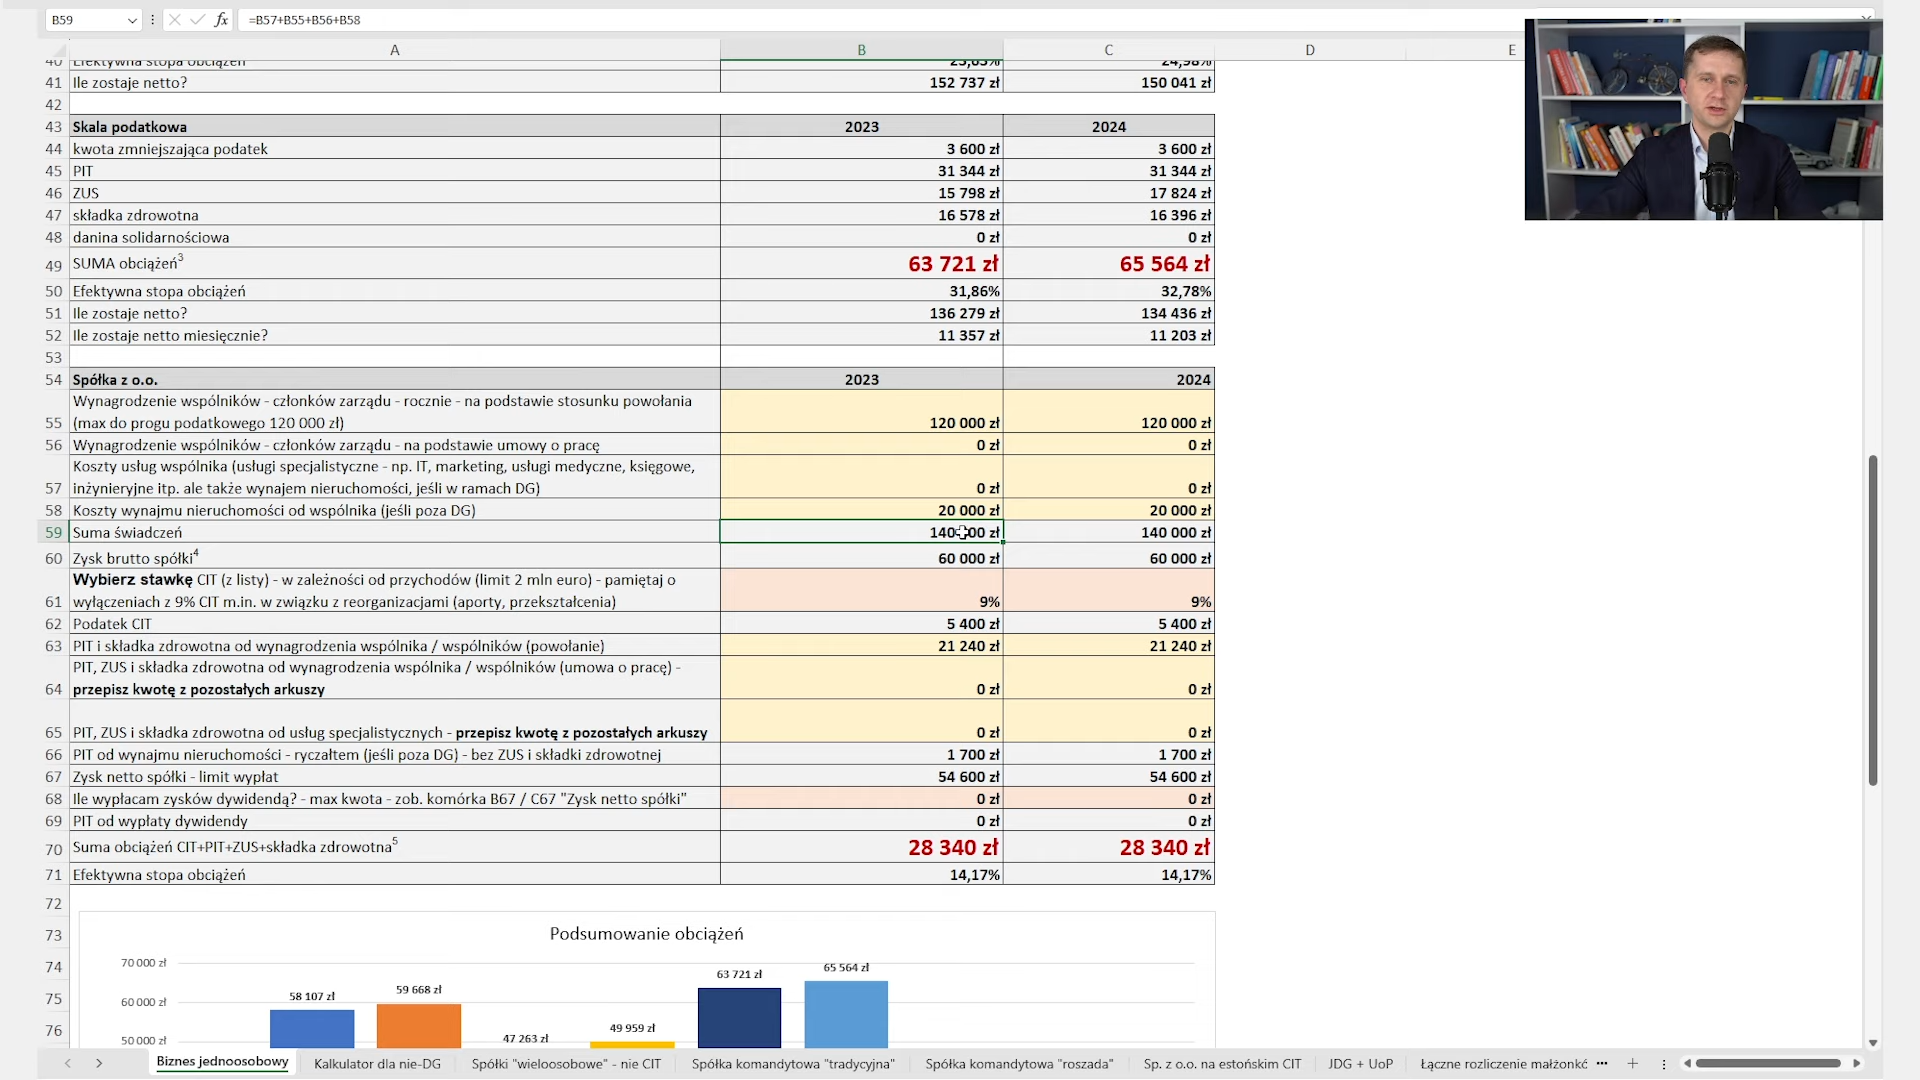 B59
fx
=B57+B55+B56+B58
A B C D E
40 Efektywna stopa obciążeń 23,63% 24,98%
41 Ile zostaje netto? 152 737 zł 150 041 zł
42
43 Skala podatkowa 2023 2024
44 kwota zmniejszająca podatek 3 600 zł 3 600 zł
45 PIT 31 344 zł 31 344 zł
46 ZUS 15 798 zł 17 824 zł
47 składka zdrowotna 16 578 zł 16 396 zł
48 danina solidarnościowa 0 zł 0 zł
49 SUMA obciążeń3 63 721 zł 65 564 zł
50 Efektywna stopa obciążeń 31,86% 32,78%
51 Ile zostaje netto? 136 279 zł 134 436 zł
52 Ile zostaje netto miesięcznie? 11 357 zł 11 203 zł
53
54 Spółka z o.o. 2023 2024
Wynagrodzenie wspólników - członków zarządu - rocznie - na podstawie stosunku powołania
55 (max do progu podatkowego 120 000 zł) 120 000 zł 120 000 zł
56 Wynagrodzenie wspólników - członków zarządu - na podstawie umowy o pracę 0 zł 0 zł
Koszty usług wspólnika (usługi specjalistyczne - np. IT, marketing, usługi medyczne, księgowe,
57 inżynieryjne itp. ale także wynajem nieruchomości, jeśli w ramach DG) 0 zł 0 zł
58 Koszty wynajmu nieruchomości od wspólnika (jeśli poza DG) 20 000 zł 20 000 zł
59 Suma świadczeń 140 000 zł 140 000 zł
60 Zysk brutto spółki4 60 000 zł 60 000 zł
Wybierz stawkę CIT (z listy) - w zależności od przychodów (limit 2 mln euro) - pamiętaj o
61 wyłączeniach z 9% CIT m.in. w związku z reorganizacjami (aporty, przekształcenia) 9% 9%
62 Podatek CIT 5 400 zł 5 400 zł
63 PIT i składka zdrowotna od wynagrodzenia wspólnika / wspólników (powołanie) 21 240 zł 21 240 zł
PIT, ZUS i składka zdrowotna od wynagrodzenia wspólnika / wspólników (umowa o pracę) -
64 przepisz kwotę z pozostałych arkuszy 0 zł 0 zł
65 PIT, ZUS i składka zdrowotna od usług specjalistycznych - przepisz kwotę z pozostałych arkuszy 0 zł 0 zł
66 PIT od wynajmu nieruchomości - ryczałtem (jeśli poza DG) - bez ZUS i składki zdrowotnej 1 700 zł 1 700 zł
67 Zysk netto spółki - limit wypłat 54 600 zł 54 600 zł
68 Ile wypłacam zysków dywidendą? - max kwota - zob. komórka B67 / C67 "Zysk netto spółki" 0 zł 0 zł
69 PIT od wypłaty dywidendy 0 zł 0 zł
70 Suma obciążeń CIT+PIT+ZUS+składka zdrowotna5 28 340 zł 28 340 zł
71 Efektywna stopa obciążeń 14,17% 14,17%
72
73 Podsumowanie obciążeń
74 70 000 zł 63 721 zł 65 564 zł
75 60 000 zł 58 107 zł 59 668 zł
76 50 000 zł 47 263 zł 49 959 zł
Biznes jednoosobowy Kalkulator dla nie-DG Spółki "wieloosobowe" - nie CIT Spółka komandytowa "tradycyjna" Spółka komandytowa "roszada" Sp. z o.o. na estońskim CIT JDG + UoP Łączne rozliczenie małżonkó ···